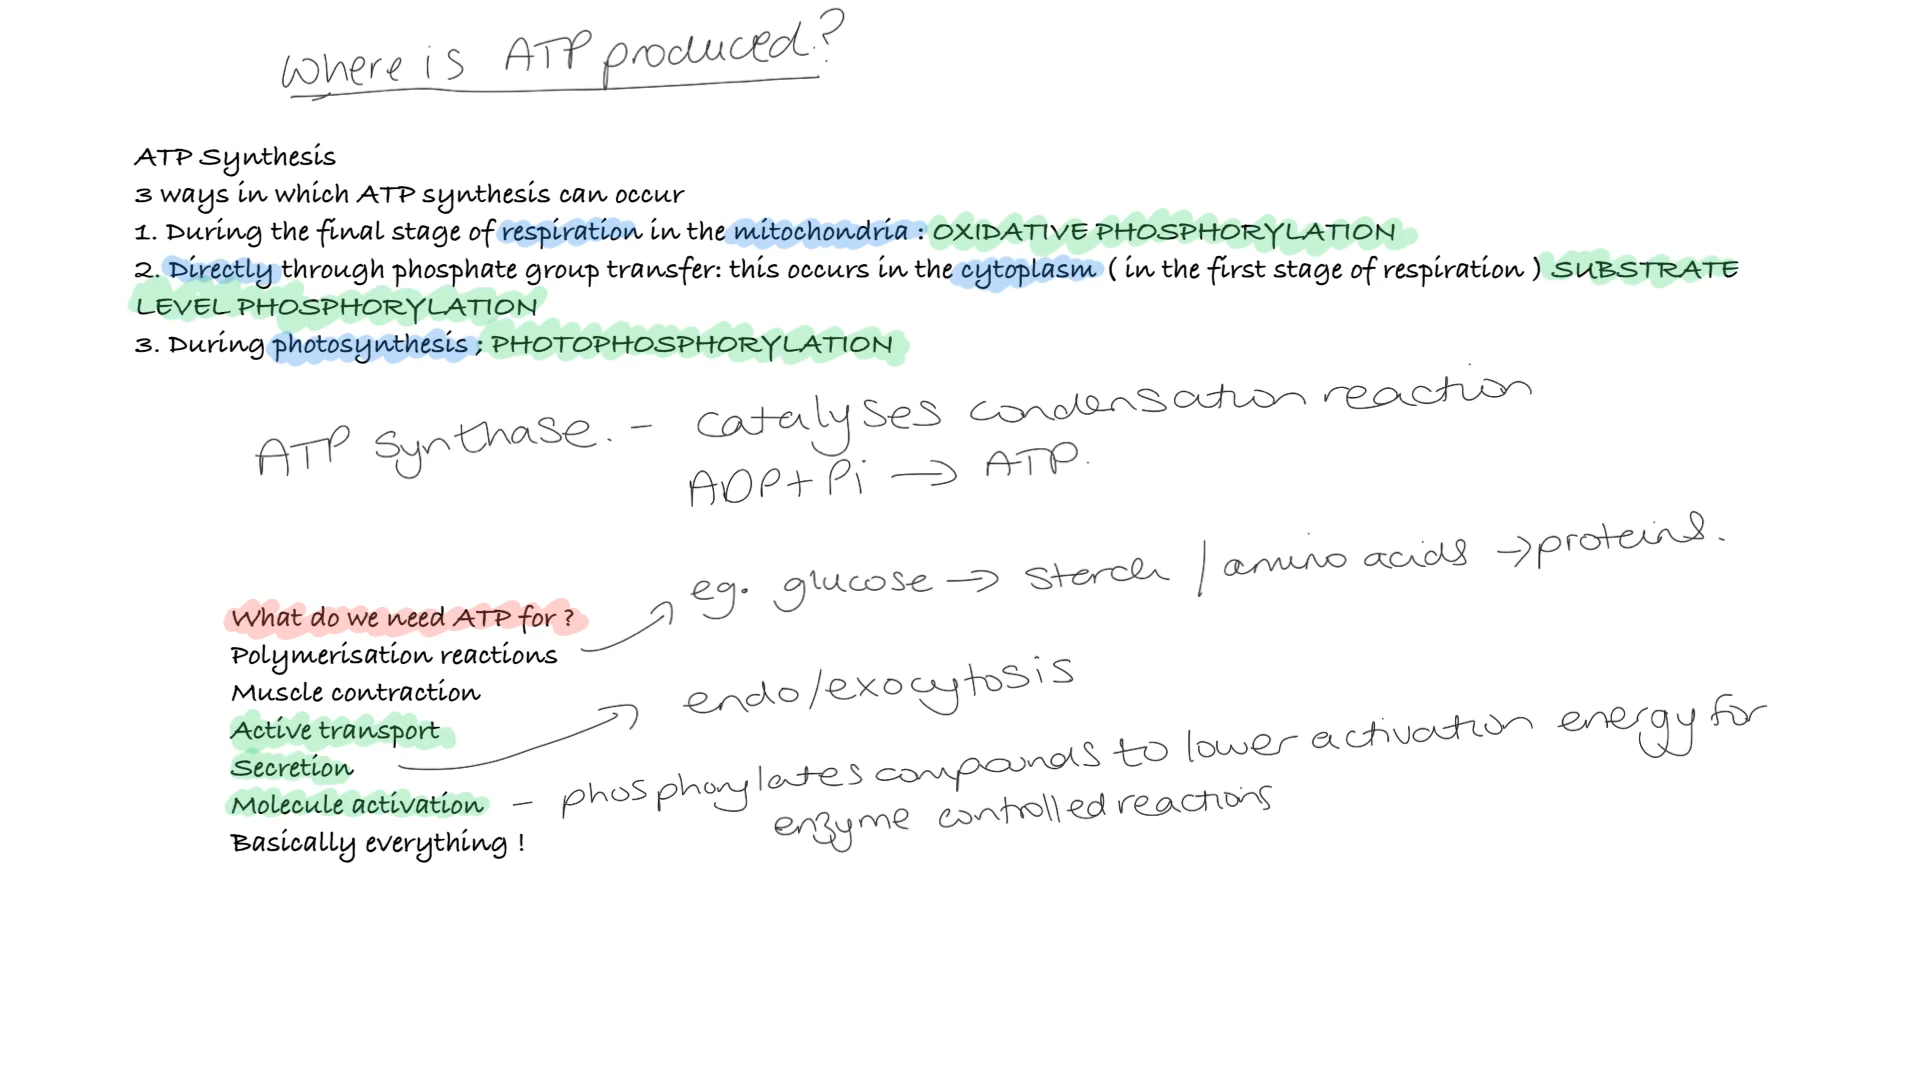 Where is ATP produced?
ATP Synthesis
3 ways in which ATP synthesis can occur
1. During the final stage of respiration in the mitochondria : OXIDATIVE PHOSPHORYLATION
2. Directly through phosphate group transfer: this occurs in the cytoplasm ( in the first stage of respiration ) SUBSTRATE
LEVEL PHOSPHORYLATION
3. During photosynthesis ; PHOTOPHOSPHORYLATION
ATP synthase. - catalyses condensation reaction
ADP + Pi → ATP.
eg. glucose → starch / amino acids → proteins.
What do we need ATP for ?
Polymerisation reactions
Muscle contraction
endo/exocytosis
Active transport
Secretion
Molecule activation - phosphorylates compounds to lower activation energy for
enzyme controlled reactions
Basically everything !